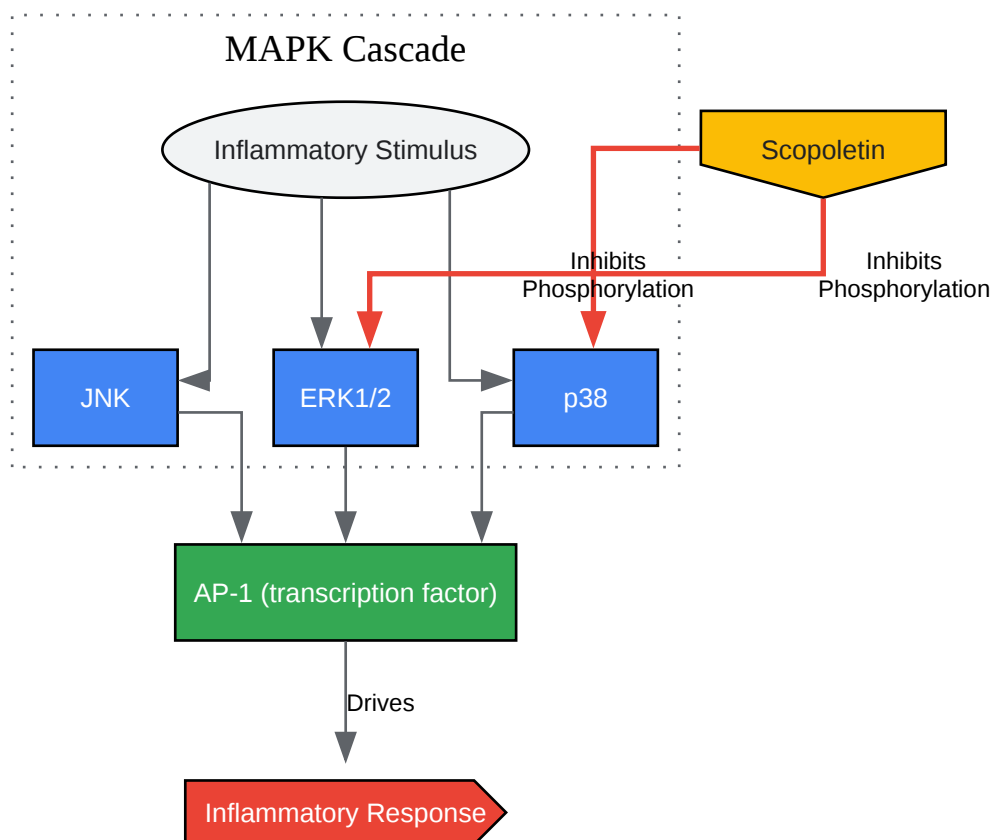 MAPK Cascade
Inflammatory Stimulus
Scopoletin
Inhibits
Phosphorylation
Inhibits
Phosphorylation
JNK
ERK1/2
p38
AP-1 (transcription factor)
Drives
Inflammatory Response